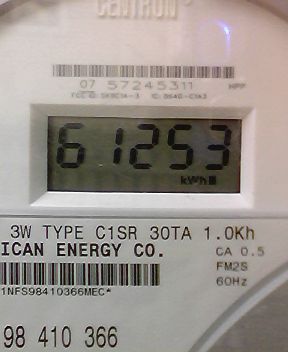 CENTRON
07 57245311
61253
kWh
3W TYPE C1SR 30TA 1.0Kh
ICAN ENERGY CO.
CA 0.5
FM2S
60Hz
1NFS98410366MEC*
98 410 366